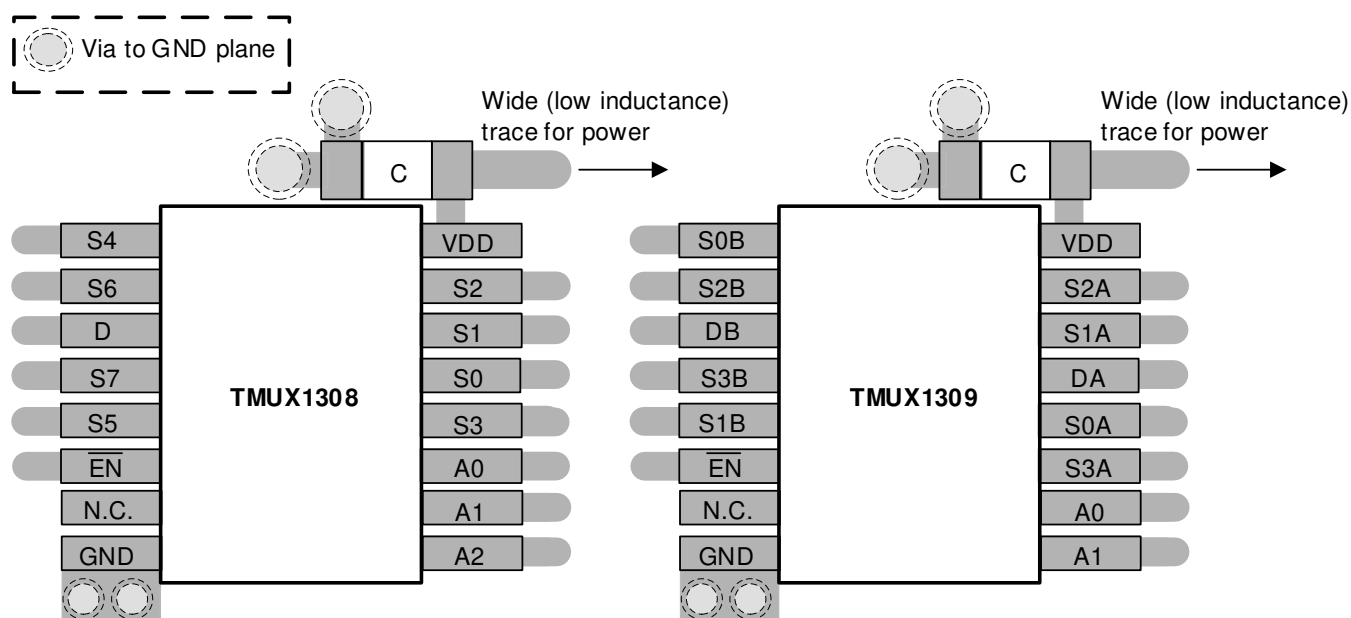 Via to GND plane
Wide (low inductance)
trace for power
C
S4
S6
D
S7
S5
EN
N.C.
GND
TMUX1308
VDD
S2
S1
S0
S3
A0
A1
A2
Wide (low inductance)
trace for power
C
S0B
S2B
DB
S3B
S1B
EN
N.C.
GND
TMUX1309
VDD
S2A
S1A
DA
S0A
S3A
A0
A1